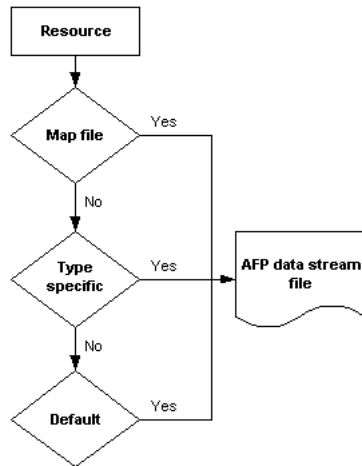 Resource
Map file
Yes
No
Type
specific
Yes
AFP data stream
file
No
Default
Yes